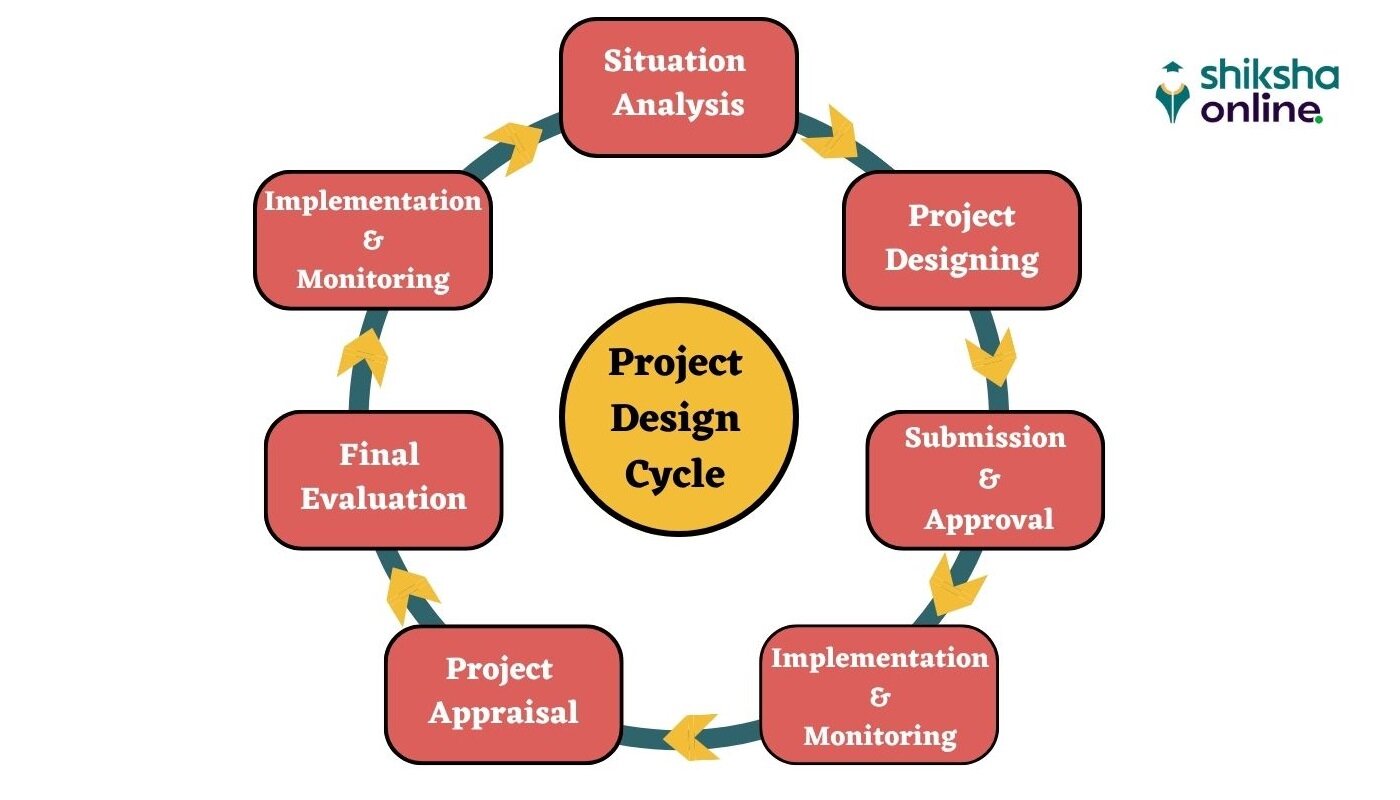 Situation
Analysis
shiksha
online.
Project
Designing
Submission
&
Approval
Implementation
&
Monitoring
Project
Appraisal
Final
Evaluation
Implementation
&
Monitoring
Project
Design
Cycle